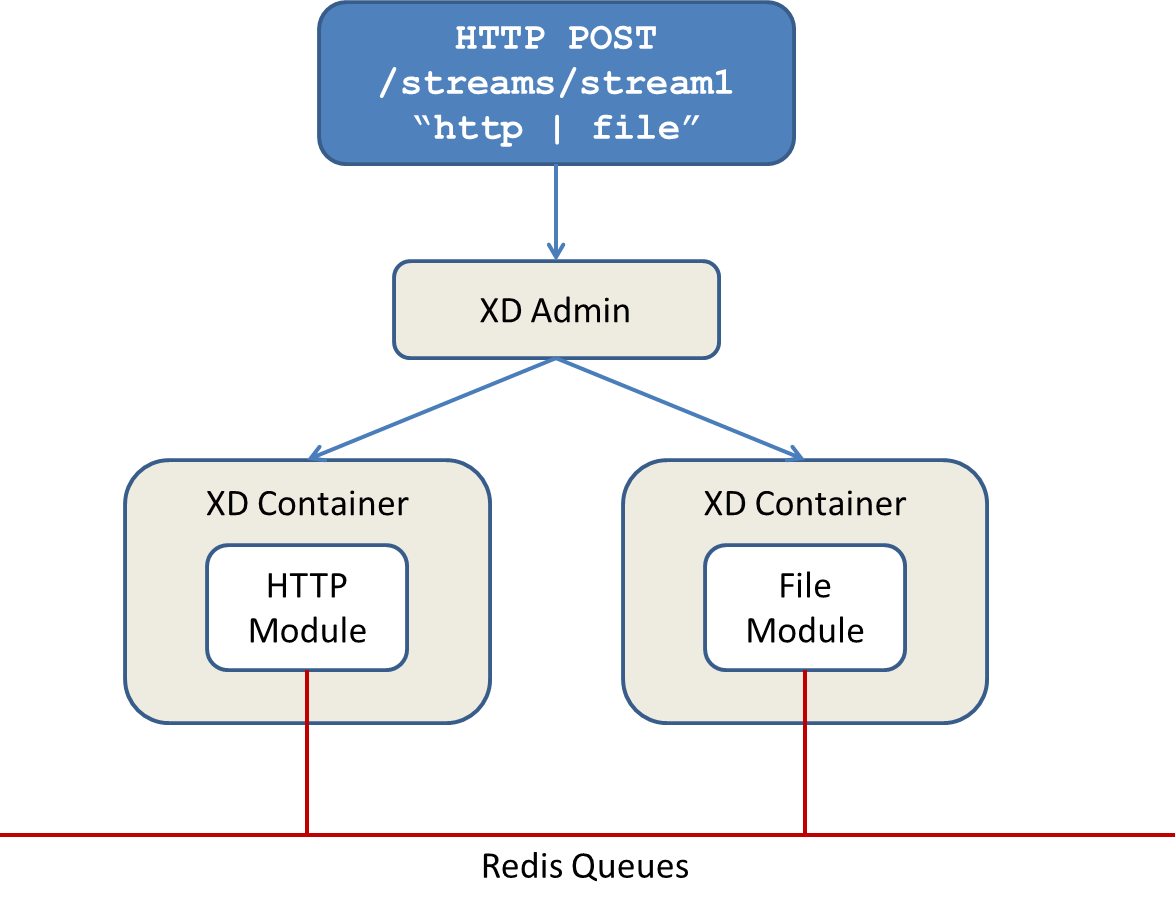 HTTP POST
/streams/stream1
“http | file”
XD Admin
XD Container
HTTP
Module
XD Container
File
Module
Redis Queues